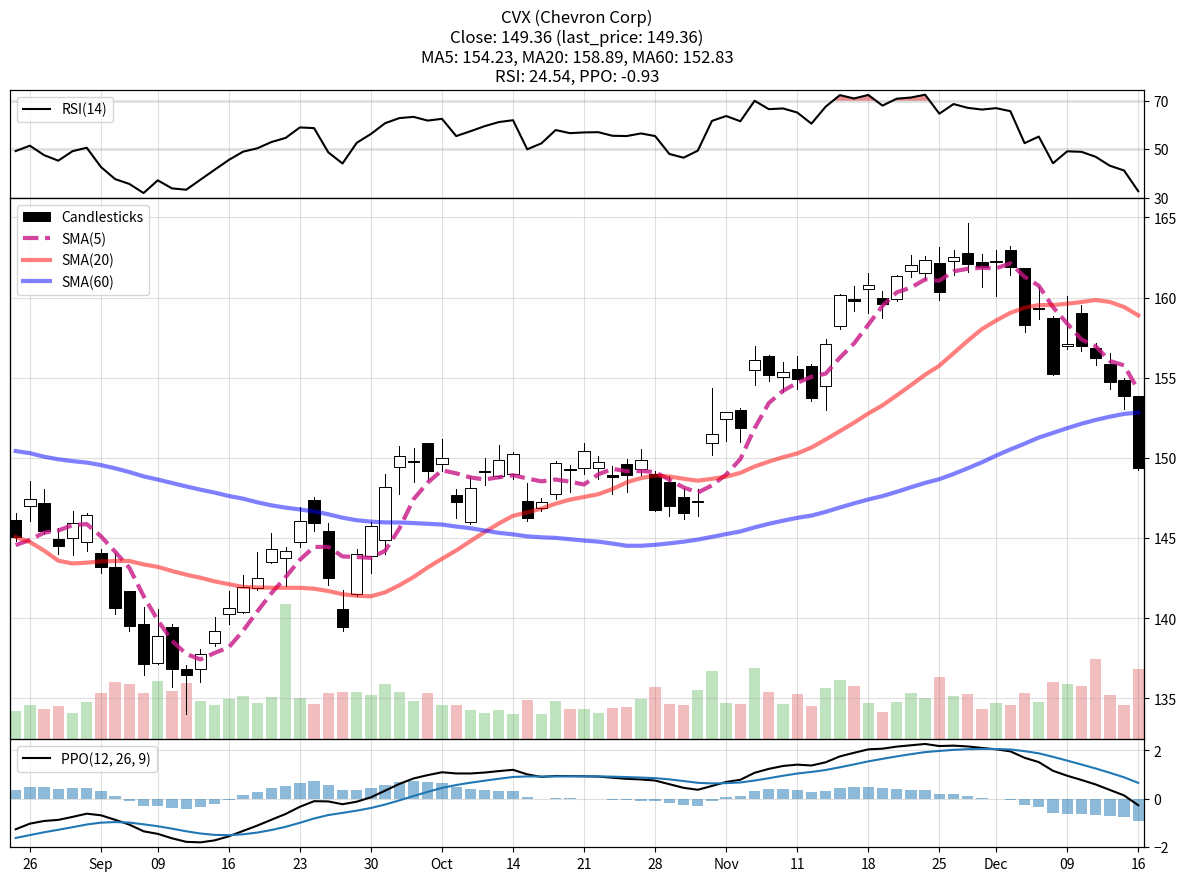 CVX (Chevron Corp)
Close: 149.36 (last_price: 149.36)
MA5: 154.23, MA20: 158.89, MA60: 152.83
RSI: 24.54, PPO: -0.93
RSI(14)
70
50
30
Candlesticks
SMA(5)
SMA(20)
SMA(60)
165
160
155
150
145
140
135
PPO(12, 26, 9)
2
0
−2
26 Sep 09 16 23 30 Oct 14 21 28 Nov 11 18 25 Dec 09 16